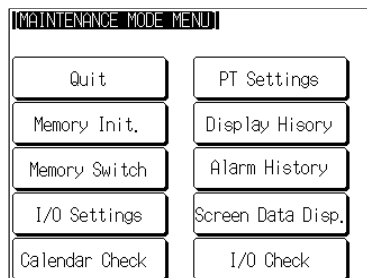 [MAINTENANCE MODE MENU]
Quit
PT Settings
Memory Init.
Display Hisory
Memory Switch
Alarm History
I/O Settings
Screen Data Disp.
Calendar Check
I/O Check